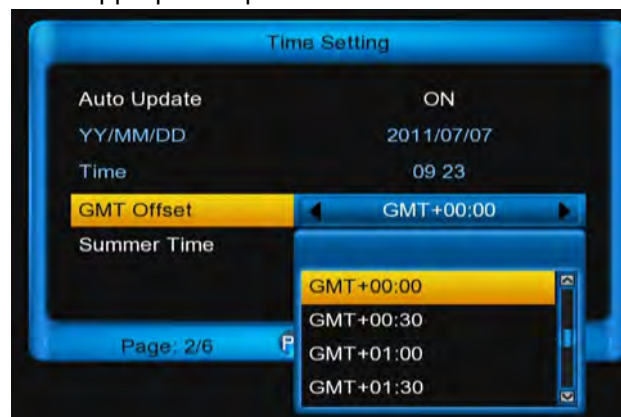 Time Setting
Auto Update ON
YY/MM/DD 2011/07/07
Time 09 23
GMT Offset GMT+00:00
Summer Time
GMT+00:00
GMT+00:30
GMT+01:00
GMT+01:30
Page: 2/6 P